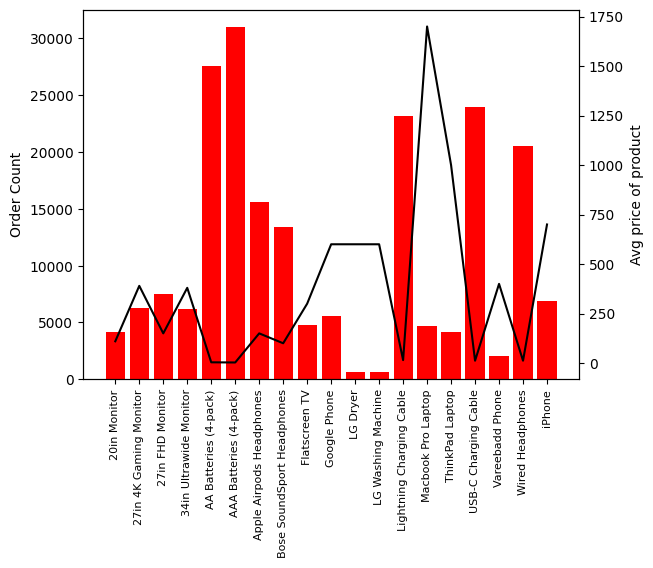 Order Count
30000
25000
20000
15000
10000
5000
0
1750
1500
1250
1000
750
500
250
0
Avg price of product
20in Monitor
27in 4K Gaming Monitor
27in FHD Monitor
34in Ultrawide Monitor
AA Batteries (4-pack)
AAA Batteries (4-pack)
Apple Airpods Headphones
Bose SoundSport Headphones
Flatscreen TV
Google Phone
LG Dryer
LG Washing Machine
Lightning Charging Cable
Macbook Pro Laptop
ThinkPad Laptop
USB-C Charging Cable
Vareebadd Phone
Wired Headphones
iPhone